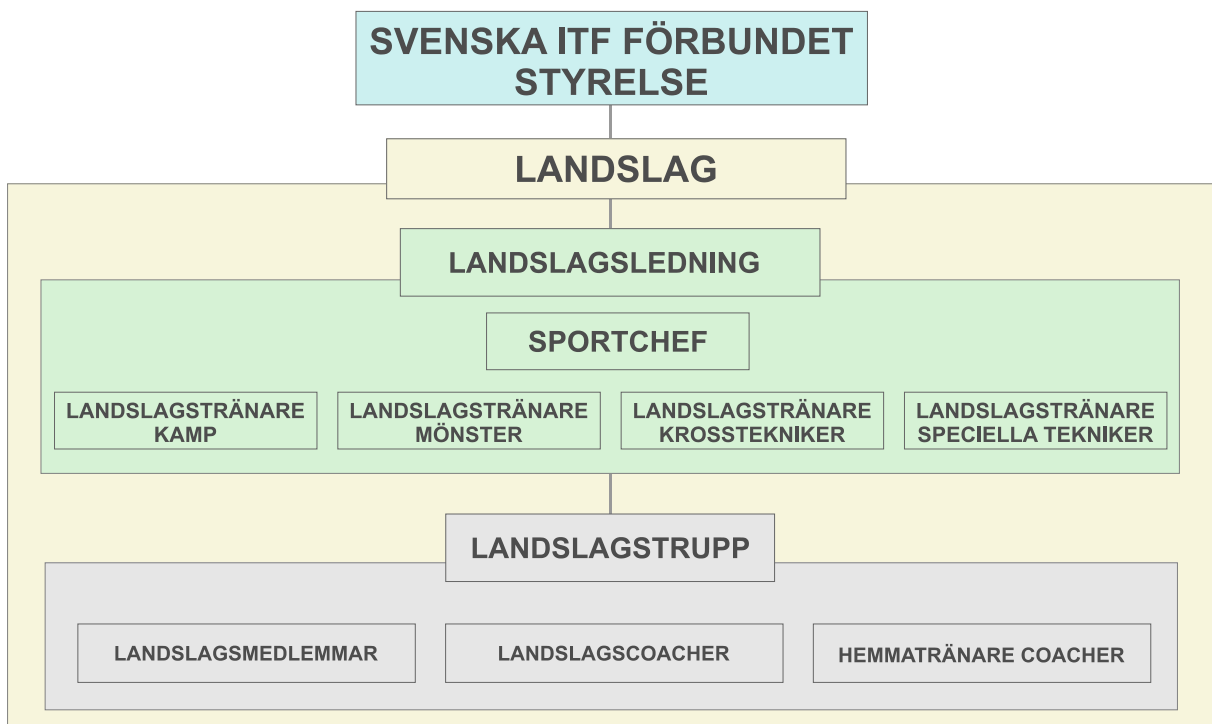 SVENSKA ITF FÖRBUNDET
STYRELSE
LANDSLAG
LANDSLAGSLEDNING
SPORTCHEF
LANDSLAGSTRÄNARE
KAMP
LANDSLAGSTRÄNARE
MÖNSTER
LANDSLAGSTRÄNARE
KROSSTEKNIKER
LANDSLAGSTRÄNARE
SPECIELLA TEKNIKER
LANDSLAGSTRUPP
LANDSLAGSMEDLEMMAR
LANDSLAGSCOACHER
HEMMATRÄNARE COACHER